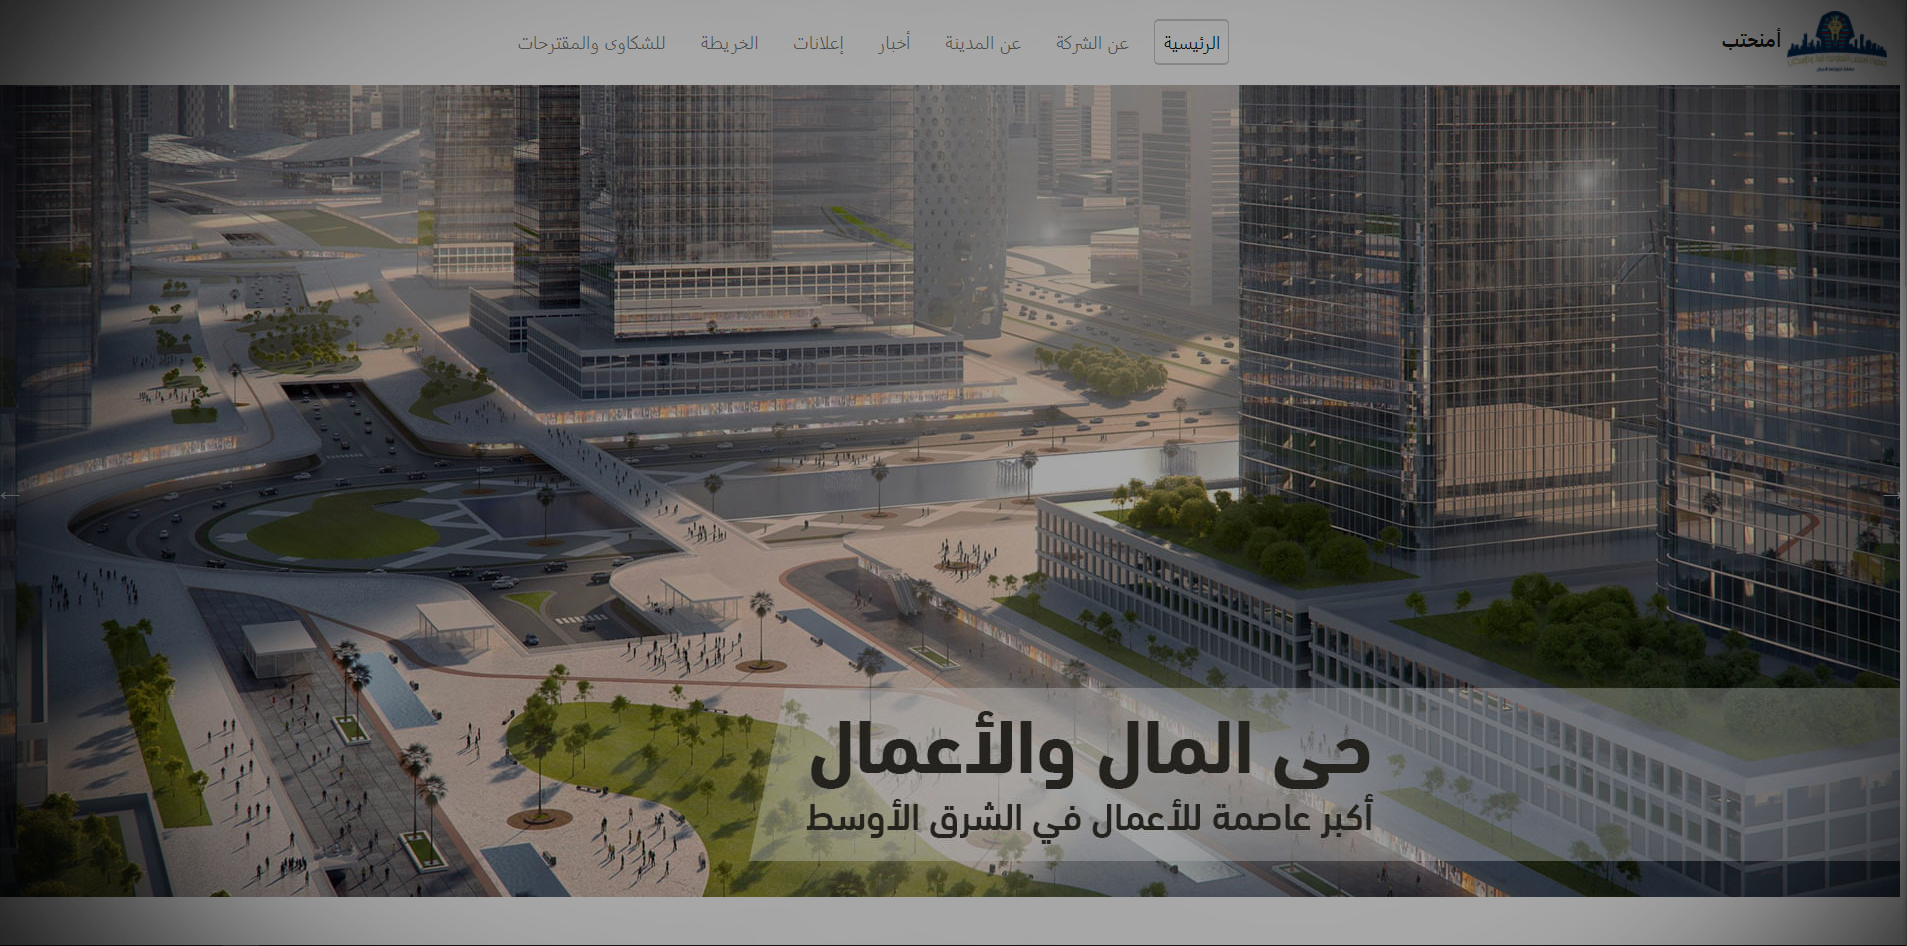 أمنحتب
الرئيسية
عن الشركة
عن المدينة
أخبار
إعلانات
الخريطة
للشكاوى والمقترحات
حى المال والأعمال
أكبر عاصمة للأعمال في الشرق الأوسط